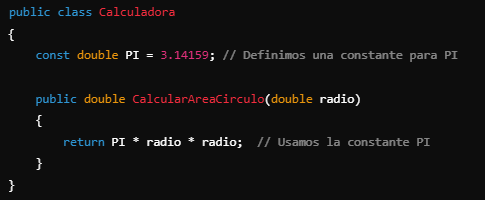 public class Calculadora
{
    const double PI = 3.14159; // Definimos una constante para PI

    public double CalcularAreaCirculo(double radio)
    {
        return PI * radio * radio;  // Usamos la constante PI
    }
}